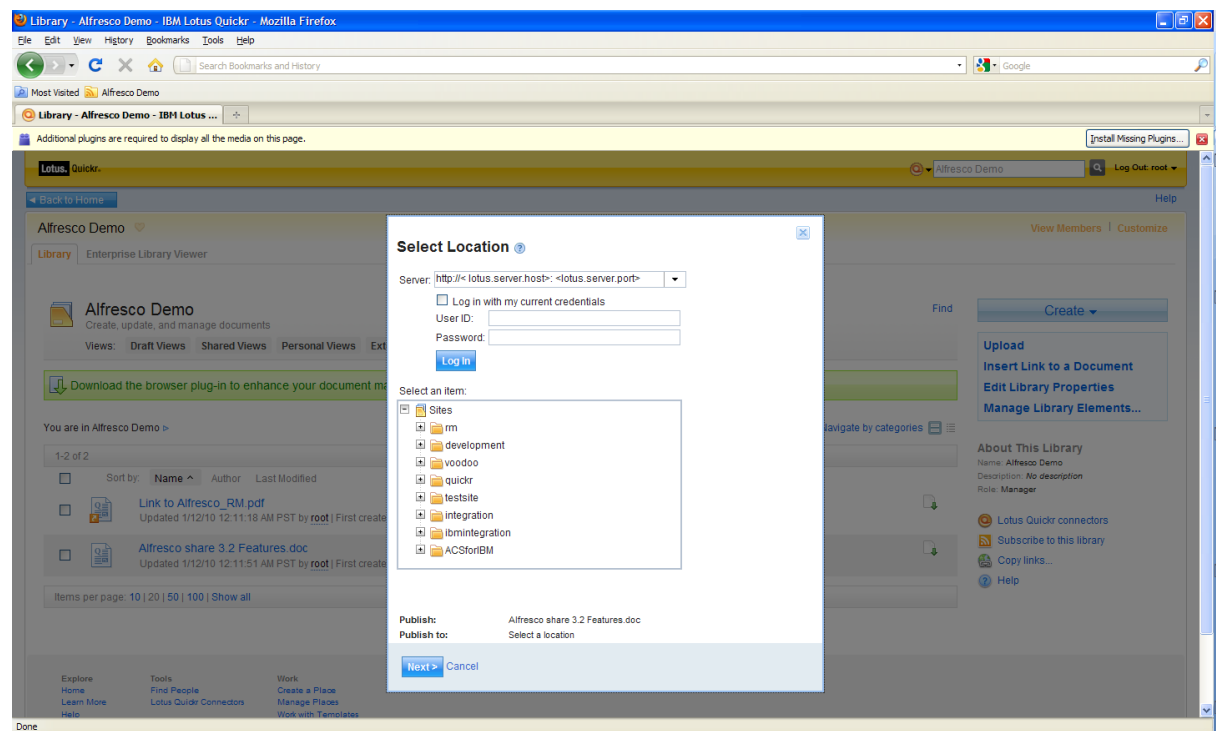 Library - Alfresco Demo - IBM Lotus Quickr - Mozilla Firefox
File Edit View History Bookmarks Tools Help
Search Bookmarks and History
Google
Most Visited Alfresco Demo
Library - Alfresco Demo - IBM Lotus ...
Additional plugins are required to display all the media on this page.
Install Missing Plugins...
Lotus. Quickr.
Alfresco Demo
Log Out: root
Back to Home
Help
Alfresco Demo
View Members | Customize
Library Enterprise Library Viewer
Alfresco Demo
Create, update, and manage documents
Find
Views: Draft Views Shared Views Personal Views Ext
Download the browser plug-in to enhance your document ma
You are in Alfresco Demo
Navigate by categories
1-2 of 2
Sort by: Name Author Last Modified
Link to Alfresco_RM.pdf
Updated 1/12/10 12:11:18 AM PST by root | First create
Alfresco share 3.2 Features.doc
Updated 1/12/10 12:11:51 AM PST by root | First create
Items per page: 10 | 20 | 50 | 100 | Show all
Select Location
Server: http://< lotus.server.host>: <lotus.server.port>
Log in with my current credentials
User ID:
Password:
Log In
Select an item:
Sites
rm
development
voodoo
quickr
testsite
integration
ibmintegration
ACSforIBM
Publish: Alfresco share 3.2 Features.doc
Publish to: Select a location
Next > Cancel
Create
Upload
Insert Link to a Document
Edit Library Properties
Manage Library Elements...
About This Library
Name: Alfresco Demo
Description: No description
Role: Manager
Lotus Quickr connectors
Subscribe to this library
Copy links...
Help
Explore Tools Work
Home Find People Create a Place
Learn More Lotus Quickr Connectors Manage Places
Help Work with Templates
Done